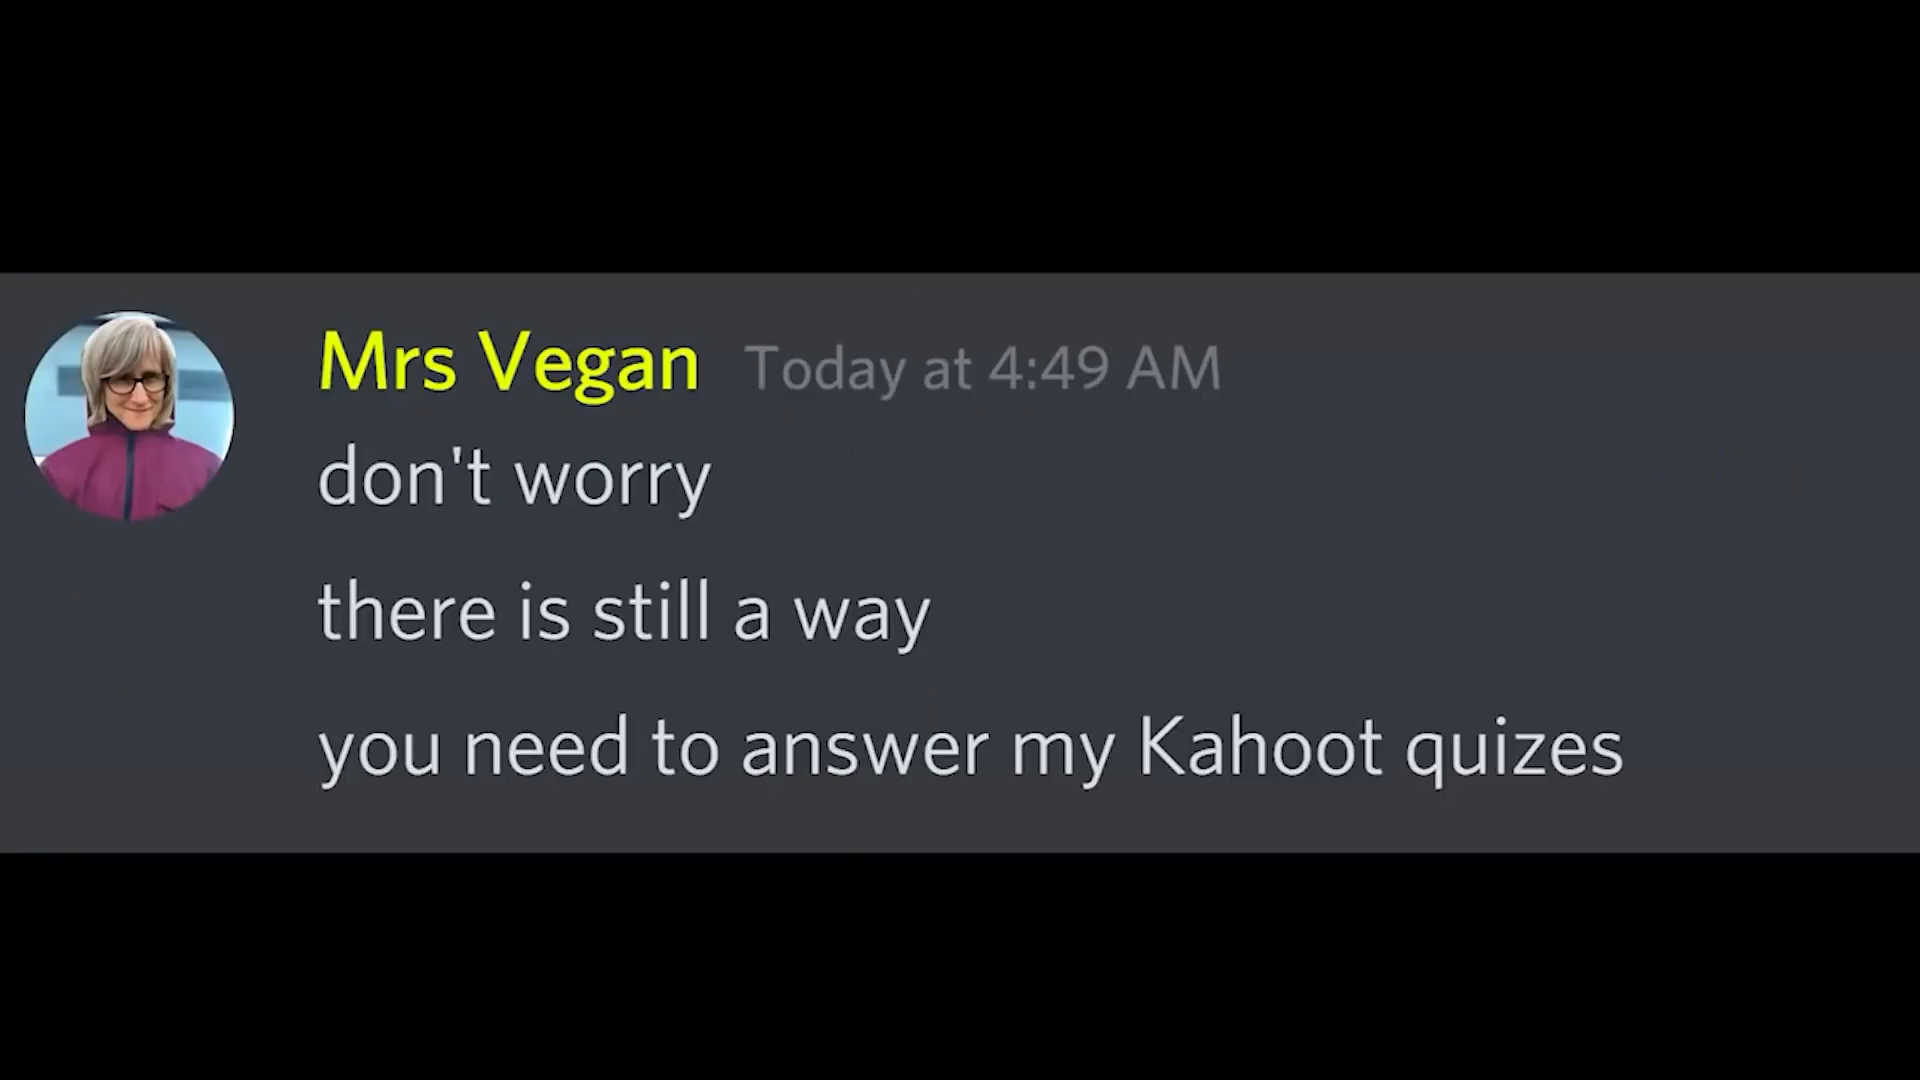 Mrs Vegan Today at 4:49 AM
don't worry
there is still a way
you need to answer my Kahoot quizes